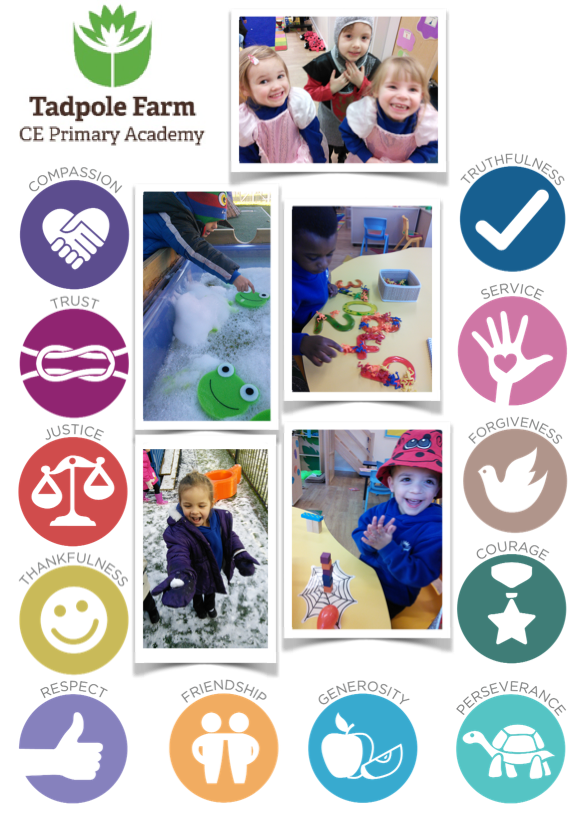 Tadpole Farm
CE Primary Academy
COMPASSION
TRUTHFULNESS
TRUST
SERVICE
JUSTICE
FORGIVENESS
THANKFULNESS
COURAGE
RESPECT
FRIENDSHIP
GENEROSITY
PERSEVERANCE